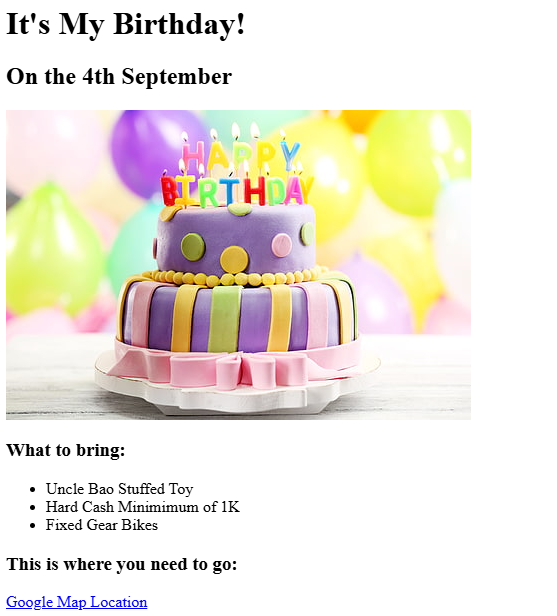 It's My Birthday!
On the 4th September
HAPPY
BIRTHDAY
What to bring:
Uncle Bao Stuffed Toy
Hard Cash Minimimum of 1K
Fixed Gear Bikes
This is where you need to go:
Google Map Location